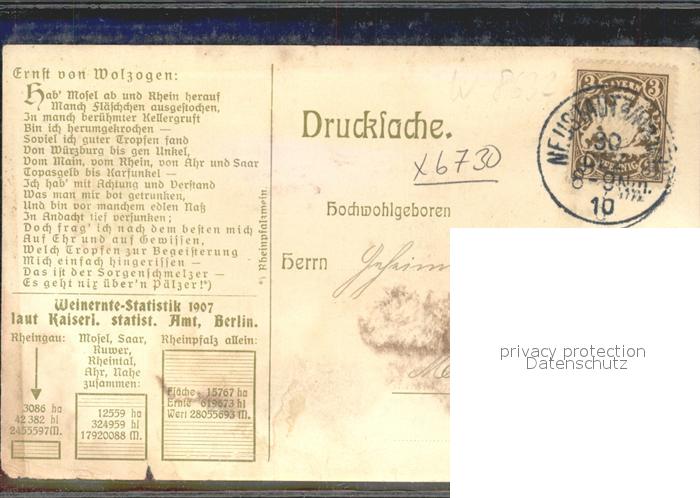 Ernst von Wolzogen:
Hab' Mosel ab und Rhein herauf
Manch Fläschchen ausgestochen,
In manch berühmter Kellergruft
Bin ich herumgekrochen —
Soviel ich guter Tropfen fand
Von Würzburg bis gen Unkel,
Vom Main, vom Rhein, von Ahr und Saar
Topasgelb bis Karfunkel —
Ich hab' mit Achtung und Verstand
Was man mir bot getrunken,
Und bin vor manchem edlen Naß
In Andacht tief versunken;
Doch frag' ich nach dem besten mich
Auf Ehr und auf Gewissen,
Welch Tropfen zur Begeisterung
Mich einfach hingerissen —
Das ist der Sorgenschmelzer —
Es geht nix über'n Pälzer!*)
*) Rheinpfalzwein.
Weinernte-Statistik 1907
laut Kaiserl. statist. Amt, Berlin.
Rheingau:
3086 ha
42382 hl
2455597 M.
Mosel, Saar,
Ruwer,
Rheintal,
Ahr, Nahe
zusammen:
12559 ha
324959 hl
17920088 M.
Rheinpfalz allein:
Fläche 15767 ha
Ernte 619673 hl
Wert 28055693 M.
Drucksache.
x6730
Hochwohlgeboren
Herrn
3 BAYERN 3
30
8-9 Nm.
10
privacy protection
Datenschutz